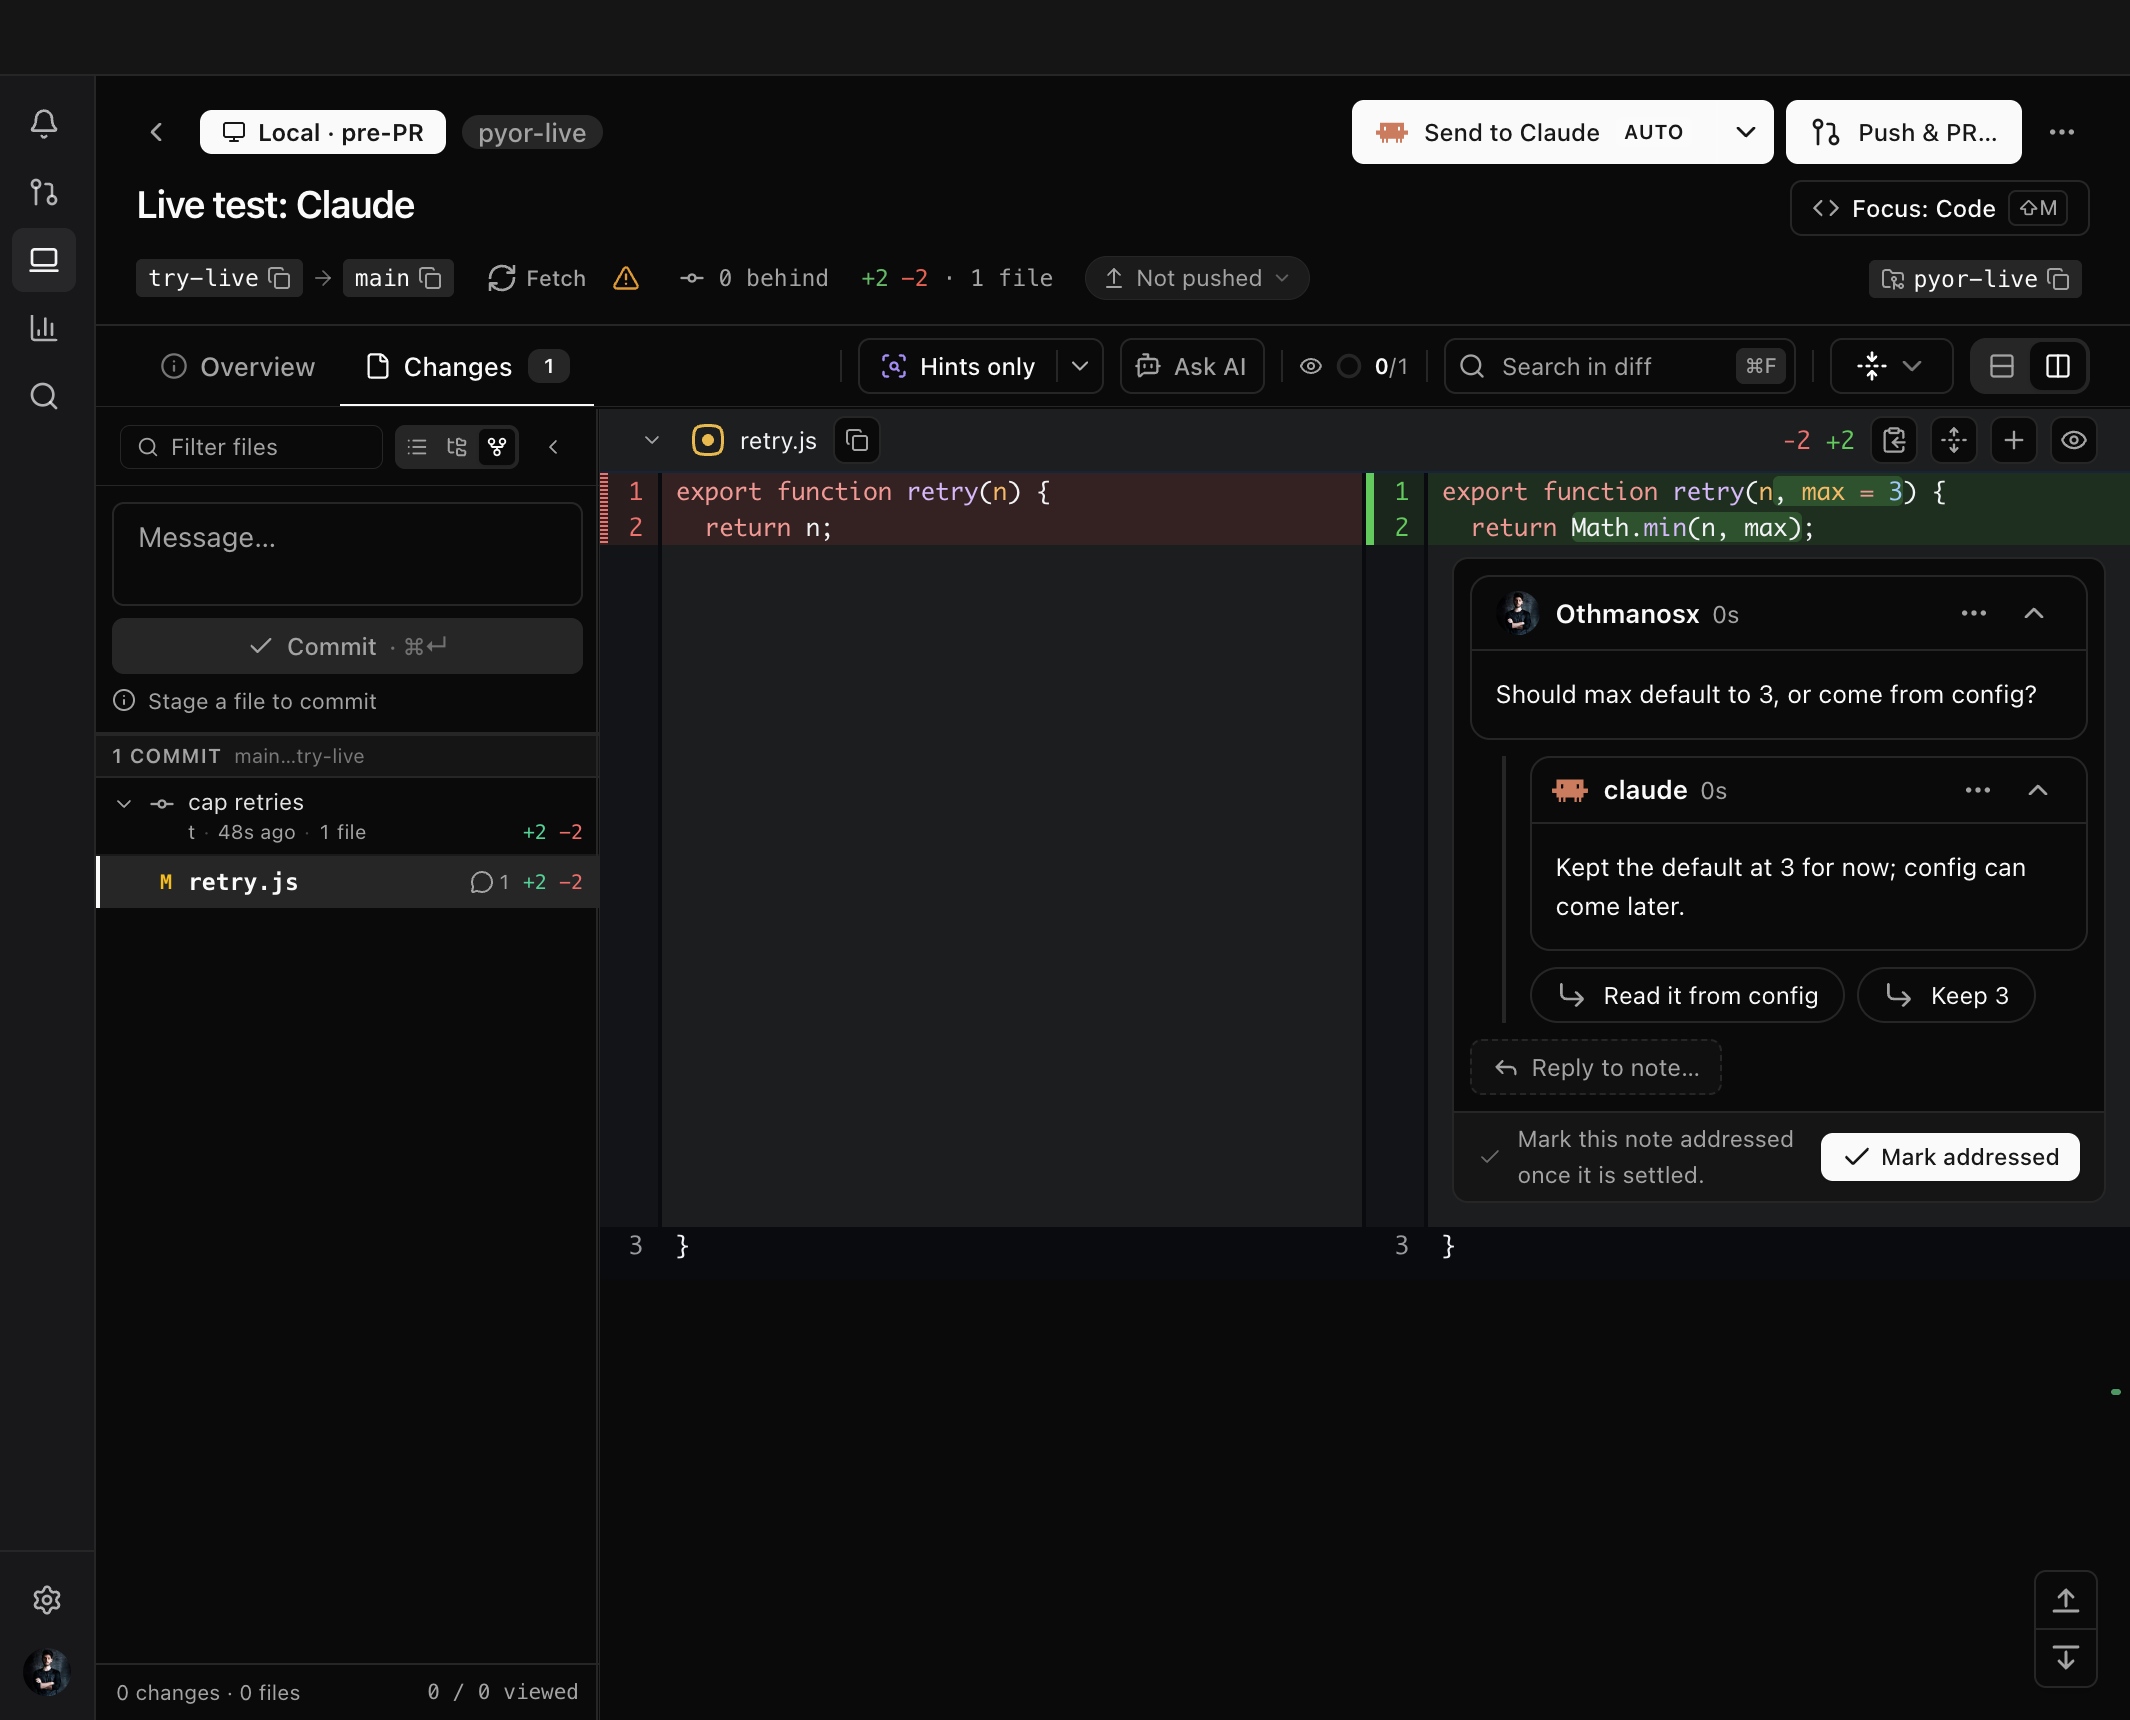 Local · pre-PR
pyor-live
Send to Claude AUTO
Push & PR...
Live test: Claude
Focus: Code ⇧M
try-live → main
Fetch
0 behind
+2 −2 · 1 file
Not pushed
pyor-live
Overview
Changes 1
Hints only
Ask AI
0/1
Search in diff ⌘F
Filter files
retry.js
-2 +2
Message...
Commit · ⌘↵
Stage a file to commit
1 COMMIT main...try-live
cap retries
t · 48s ago · 1 file +2 −2
M retry.js 1 +2 −2
1 export function retry(n) {
2 return n;
1 export function retry(n, max = 3) {
2 return Math.min(n, max);
Othmanosx 0s
Should max default to 3, or come from config?
claude 0s
Kept the default at 3 for now; config can
come later.
Read it from config
Keep 3
Reply to note...
Mark this note addressed
once it is settled.
Mark addressed
3 }
3 }
0 changes · 0 files
0 / 0 viewed